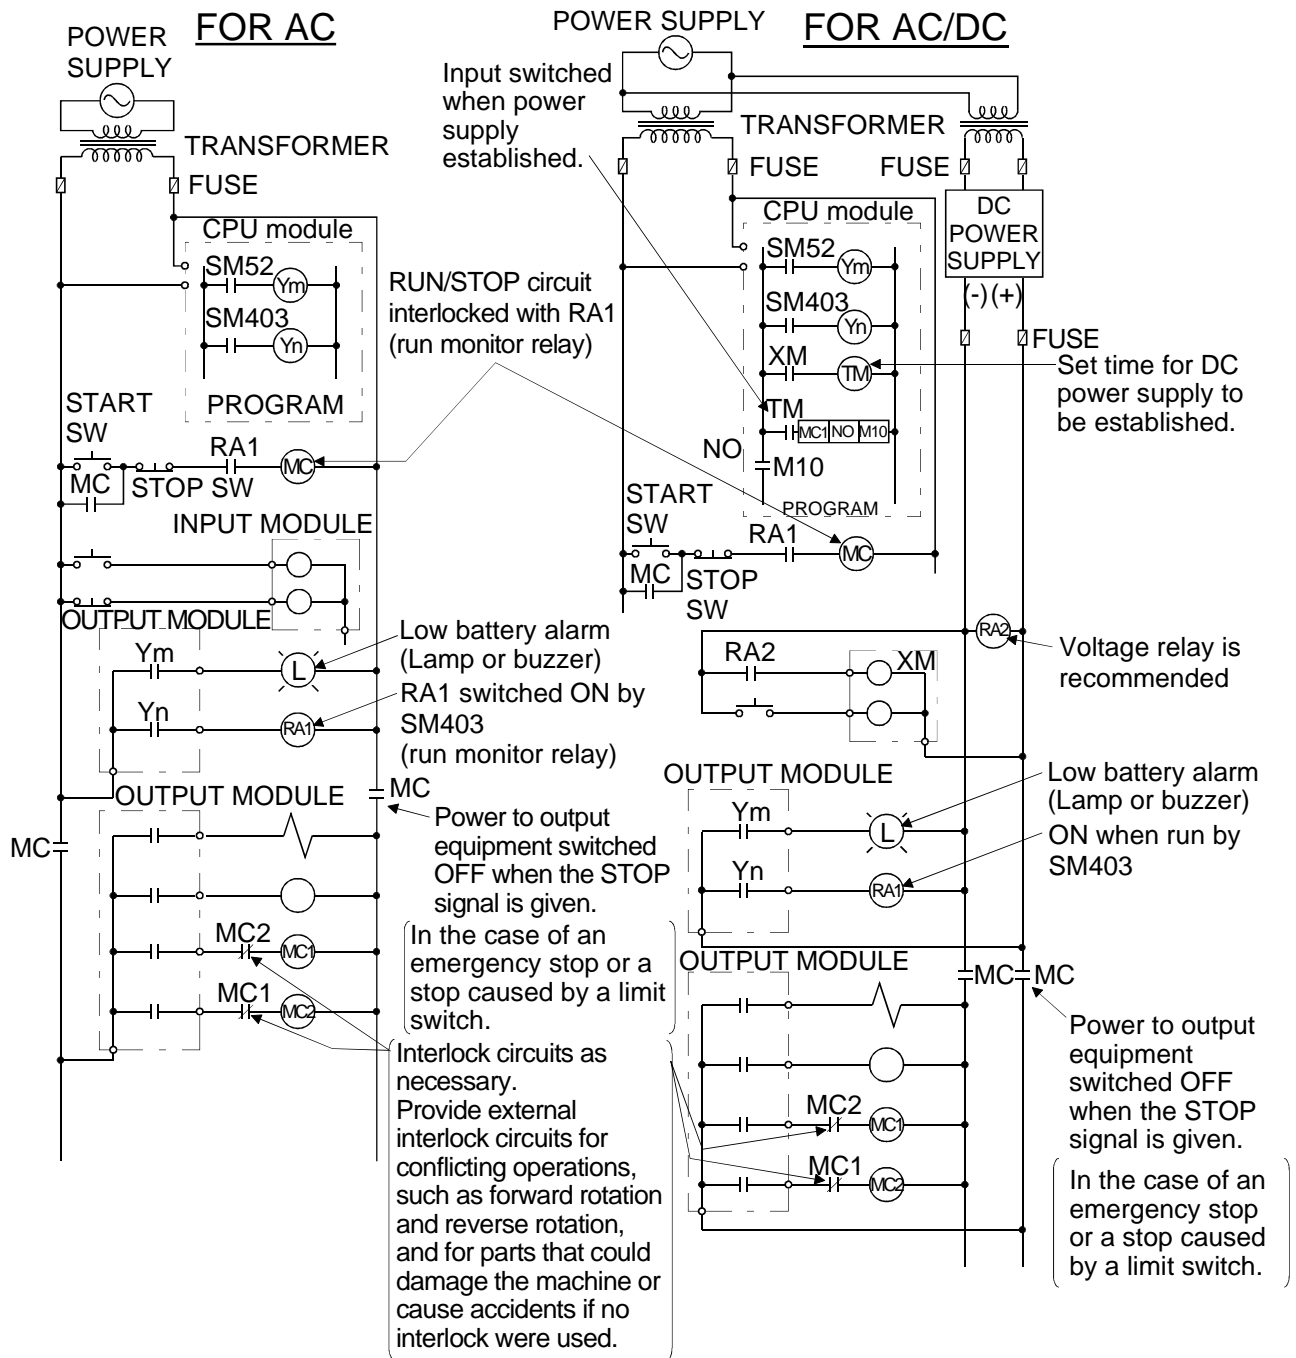 FOR AC
POWER
SUPPLY
TRANSFORMER
FUSE
CPU module
SM52
Ym
SM403
Yn
PROGRAM
RUN/STOP circuit
interlocked with RA1
(run monitor relay)
START
SW
RA1
MC
MC
STOP SW
INPUT MODULE
OUTPUT MODULE
Ym
L
Low battery alarm
(Lamp or buzzer)
Yn
RA1
RA1 switched ON by
SM403
(run monitor relay)
OUTPUT MODULE
MC
MC
Power to output
equipment switched
OFF when the STOP
signal is given.
In the case of an
emergency stop or a
stop caused by a limit
switch.
MC2
MC1
MC1
MC2
Interlock circuits as
necessary.
Provide external
interlock circuits for
conflicting operations,
such as forward rotation
and reverse rotation,
and for parts that could
damage the machine or
cause accidents if no
interlock were used.
FOR AC/DC
POWER SUPPLY
Input switched
when power
supply
established.
TRANSFORMER
FUSE
FUSE
DC
POWER
SUPPLY
(-) (+)
FUSE
CPU module
SM52
Ym
SM403
Yn
XM
TM
Set time for DC
power supply to
be established.
TM
MC1 NO M10
NO
M10
PROGRAM
START
SW
RA1
MC
MC
STOP
SW
RA2
Voltage relay is
recommended
RA2
XM
OUTPUT MODULE
Ym
L
Low battery alarm
(Lamp or buzzer)
Yn
RA1
ON when run by
SM403
OUTPUT MODULE
MC
MC
Power to output
equipment
switched OFF
when the STOP
signal is given.
In the case of an
emergency stop
or a stop caused
by a limit switch.
MC2
MC1
MC1
MC2